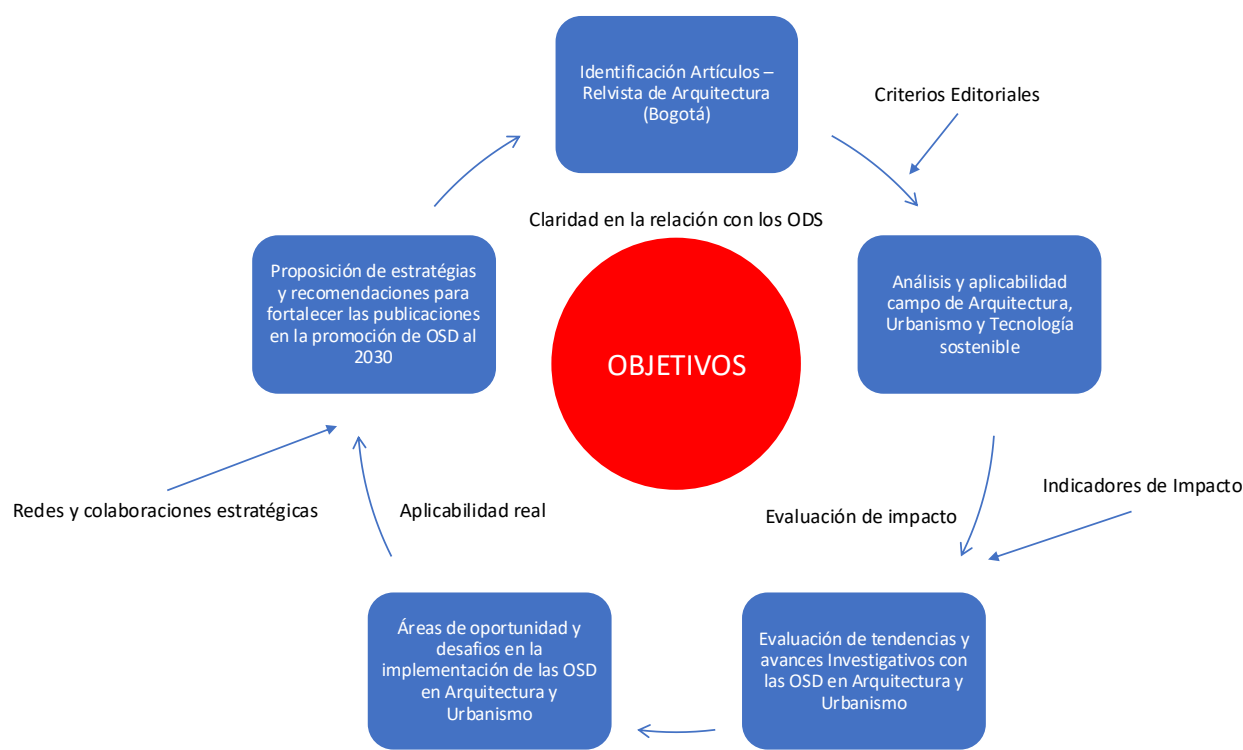 Identificación Artículos –
Relvista de Arquitectura
(Bogotá)
Criterios Editoriales
Claridad en la relación con los ODS
Proposición de estratégias
y recomendaciones para
fortalecer las publicaciones
en la promoción de OSD al
2030
Análisis y aplicabilidad
campo de Arquitectura,
Urbanismo y Tecnología
sostenible
OBJETIVOS
Indicadores de Impacto
Redes y colaboraciones estratégicas
Aplicabilidad real
Evaluación de impacto
Áreas de oportunidad y
desafios en la
implementación de las OSD
en Arquitectura y
Urbanismo
Evaluación de tendencias y
avances Investigativos con
las OSD en Arquitectura y
Urbanismo